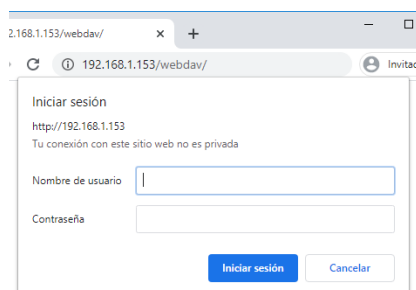 2.168.1.153/webdav/
192.168.1.153/webdav/
Invitad
Iniciar sesión
http://192.168.1.153
Tu conexión con este sitio web no es privada
Nombre de usuario
Contraseña
Iniciar sesión
Cancelar